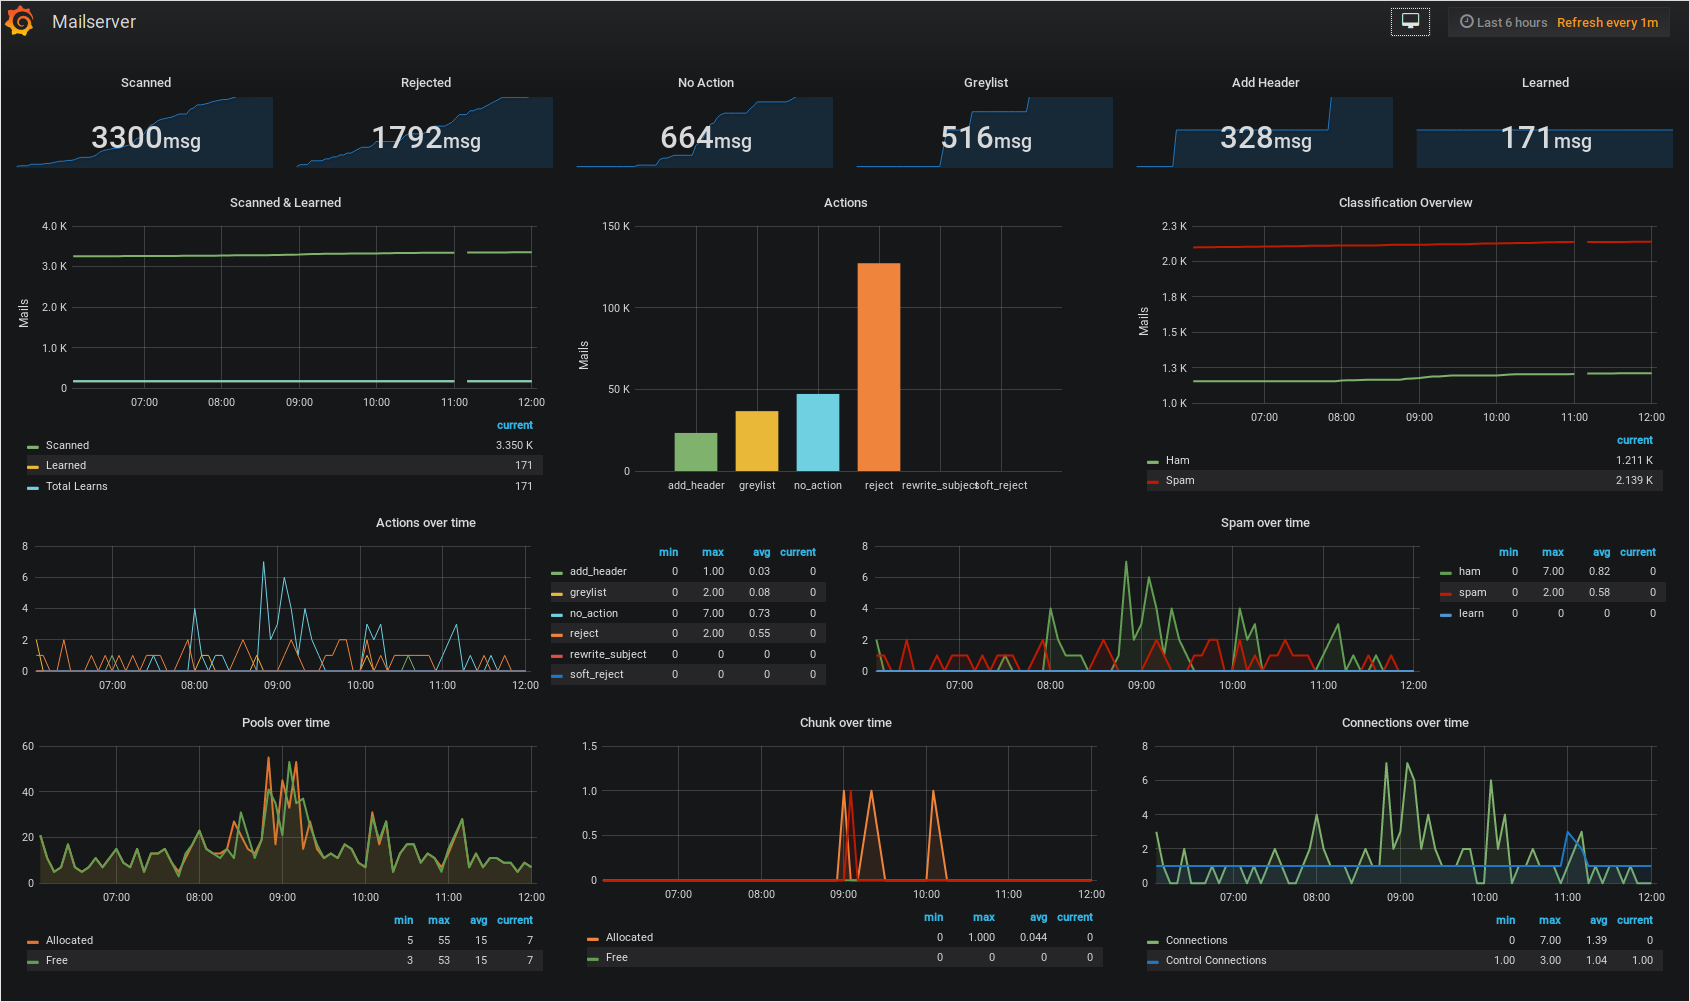 Mailserver
Last 6 hours Refresh every 1m
Scanned Rejected No Action Greylist Add Header Learned
3300msg 1792msg 664msg 516msg 328msg 171msg
Scanned & Learned
Mails
4.0 K
3.0 K
2.0 K
1.0 K
0
07:00 08:00 09:00 10:00 11:00 12:00
current
Scanned 3.350 K
Learned 171
Total Learns 171
Actions
Mails
150 K
100 K
50 K
0
add_header greylist no_action reject rewrite_subject soft_reject
Classification Overview
Mails
2.3 K
2.0 K
1.8 K
1.5 K
1.3 K
1.0 K
07:00 08:00 09:00 10:00 11:00 12:00
current
Ham 1.211 K
Spam 2.139 K
Actions over time
8
6
4
2
0
07:00 08:00 09:00 10:00 11:00 12:00
min max avg current
add_header 0 1.00 0.03 0
greylist 0 2.00 0.08 0
no_action 0 7.00 0.73 0
reject 0 2.00 0.55 0
rewrite_subject 0 0 0 0
soft_reject 0 0 0 0
Spam over time
8
6
4
2
0
07:00 08:00 09:00 10:00 11:00 12:00
min max avg current
ham 0 7.00 0.82 0
spam 0 2.00 0.58 0
learn 0 0 0 0
Pools over time
60
40
20
0
07:00 08:00 09:00 10:00 11:00 12:00
min max avg current
Allocated 5 55 15 7
Free 3 53 15 7
Chunk over time
1.5
1.0
0.5
0
07:00 08:00 09:00 10:00 11:00 12:00
min max avg current
Allocated 0 1.000 0.044 0
Free 0 0 0 0
Connections over time
8
6
4
2
0
07:00 08:00 09:00 10:00 11:00 12:00
min max avg current
Connections 0 7.00 1.39 0
Control Connections 1.00 3.00 1.04 1.00